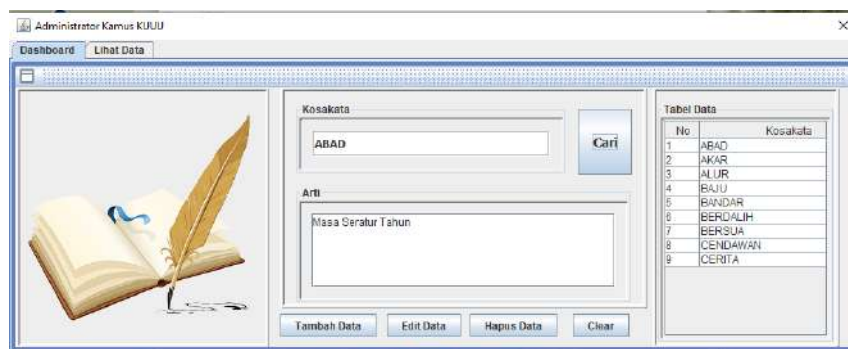 Administrator Kamus KUUU
Dashboard Lihat Data
Kosakata
ABAD
Cari
Arti
Masa Seratur Tahun
Tambah Data Edit Data Hapus Data Clear
Tabel Data
No Kosakata
1 ABAD
2 AKAR
3 ALUR
4 BAJU
5 BANDAR
6 BERDALIH
7 BERSUA
8 CENDAWAN
9 CERITA